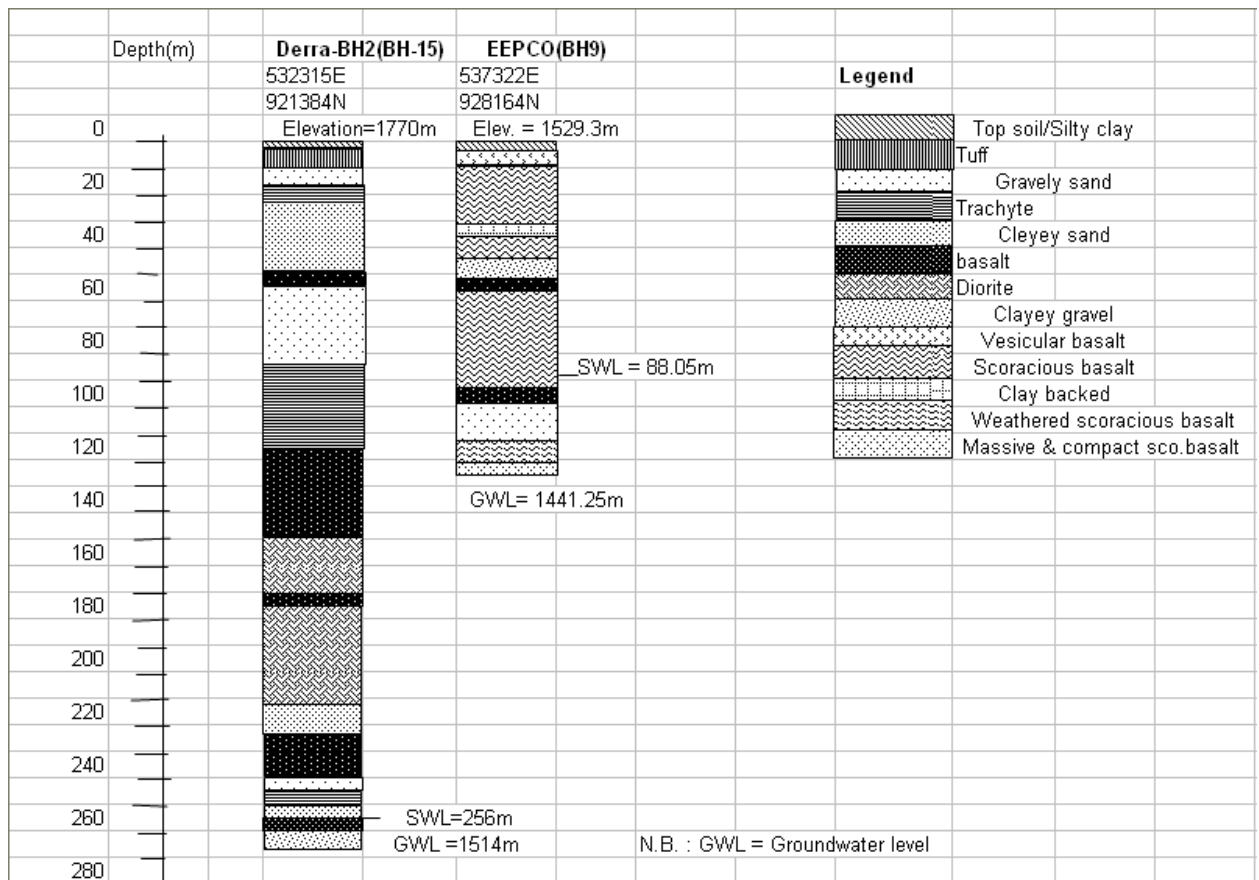 Depth(m) Derra-BH2(BH-15) EEPCO(BH9)
532315E 537322E Legend
921384N 928164N
0 Elevation=1770m Elev. = 1529.3m Top soil/Silty clay
Tuff
20 Gravely sand
Trachyte
40 Cleyey sand
basalt
60 Diorite
Clayey gravel
80 Vesicular basalt
SWL = 88.05m Scoracious basalt
100 Clay backed
Weathered scoracious basalt
120 Massive & compact sco.basalt
140 GWL= 1441.25m
160
180
200
220
240
260 SWL=256m
GWL =1514m N.B. : GWL = Groundwater level
280